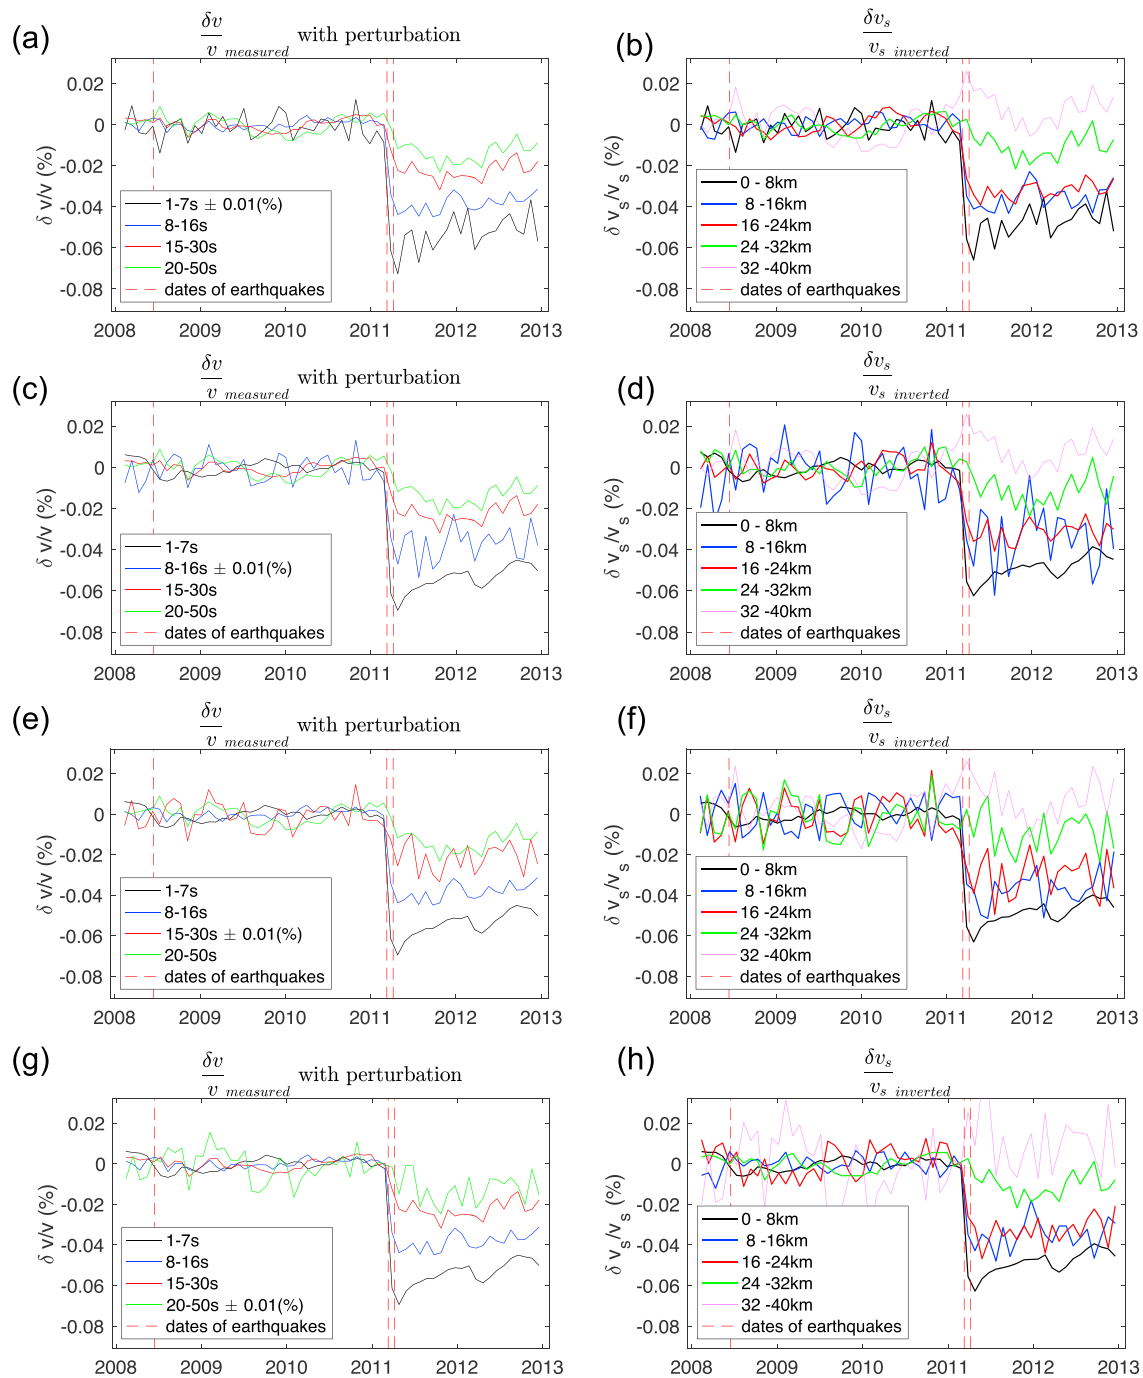 (a)
δv
v measured with perturbation
0.02
0
-0.02
-0.04
-0.06
-0.08
δ v/v (%)
1-7s ± 0.01(%)
8-16s
15-30s
20-50s
dates of earthquakes
2008 2009 2010 2011 2012 2013
(b)
δvs
vs inverted
0.02
0
-0.02
-0.04
-0.06
-0.08
δ vs/vs (%)
0 - 8km
8 -16km
16 -24km
24 -32km
32 -40km
dates of earthquakes
2008 2009 2010 2011 2012 2013
(c)
δv
v measured with perturbation
0.02
0
-0.02
-0.04
-0.06
-0.08
δ v/v (%)
1-7s
8-16s ± 0.01(%)
15-30s
20-50s
dates of earthquakes
2008 2009 2010 2011 2012 2013
(d)
δvs
vs inverted
0.02
0
-0.02
-0.04
-0.06
-0.08
δ vs/vs (%)
0 - 8km
8 -16km
16 -24km
24 -32km
32 -40km
dates of earthquakes
2008 2009 2010 2011 2012 2013
(e)
δv
v measured with perturbation
0.02
0
-0.02
-0.04
-0.06
-0.08
δ v/v (%)
1-7s
8-16s
15-30s ± 0.01(%)
20-50s
dates of earthquakes
2008 2009 2010 2011 2012 2013
(f)
δvs
vs inverted
0.02
0
-0.02
-0.04
-0.06
-0.08
δ vs/vs (%)
0 - 8km
8 -16km
16 -24km
24 -32km
32 -40km
dates of earthquakes
2008 2009 2010 2011 2012 2013
(g)
δv
v measured with perturbation
0.02
0
-0.02
-0.04
-0.06
-0.08
δ v/v (%)
1-7s
8-16s
15-30s
20-50s ± 0.01(%)
dates of earthquakes
2008 2009 2010 2011 2012 2013
(h)
δvs
vs inverted
0.02
0
-0.02
-0.04
-0.06
-0.08
δ vs/vs (%)
0 - 8km
8 -16km
16 -24km
24 -32km
32 -40km
dates of earthquakes
2008 2009 2010 2011 2012 2013